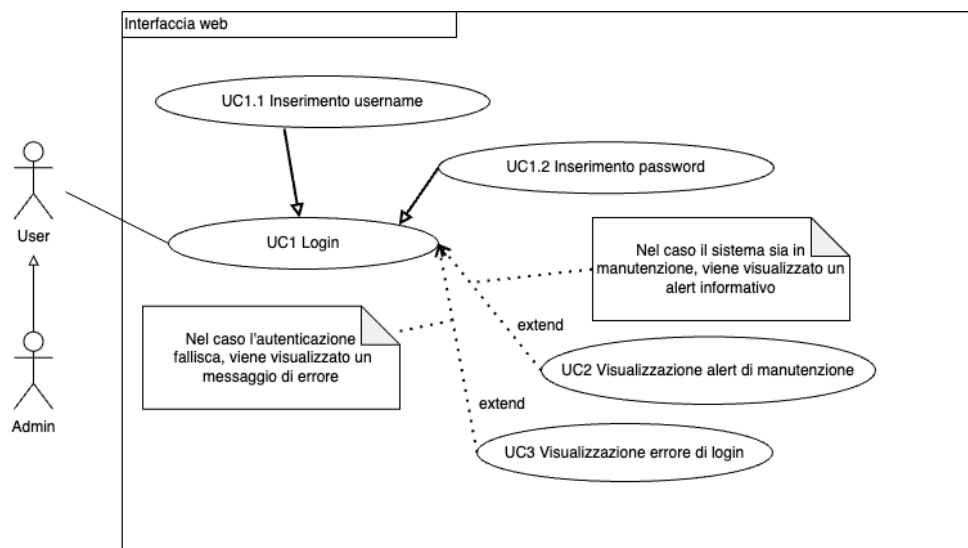 Interfaccia web
UC1.1 Inserimento username
UC1.2 Inserimento password
User
UC1 Login
Nel caso il sistema sia in
manutenzione, viene visualizzato un
alert informativo
Nel caso l'autenticazione
fallisca, viene visualizzato un
messaggio di errore
extend
UC2 Visualizzazione alert di manutenzione
extend
Admin
UC3 Visualizzazione errore di login